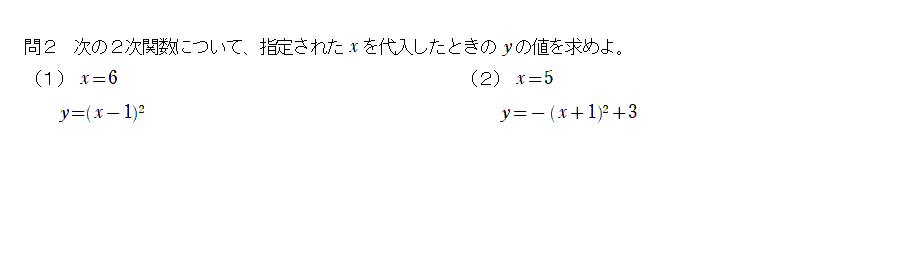 問２　次の２次関数について、指定された x を代入したときの y の値を求めよ。
（１） x=6
（２） x=5
y=(x−1)²
y=−(x+1)²+3